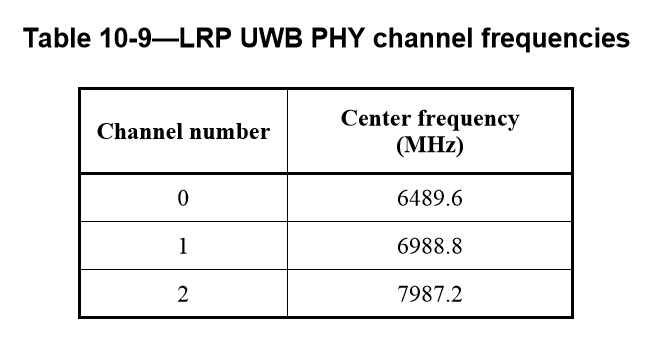 Table 10-9—LRP UWB PHY channel frequencies
Channel number Center frequency
(MHz)
0 6489.6
1 6988.8
2 7987.2